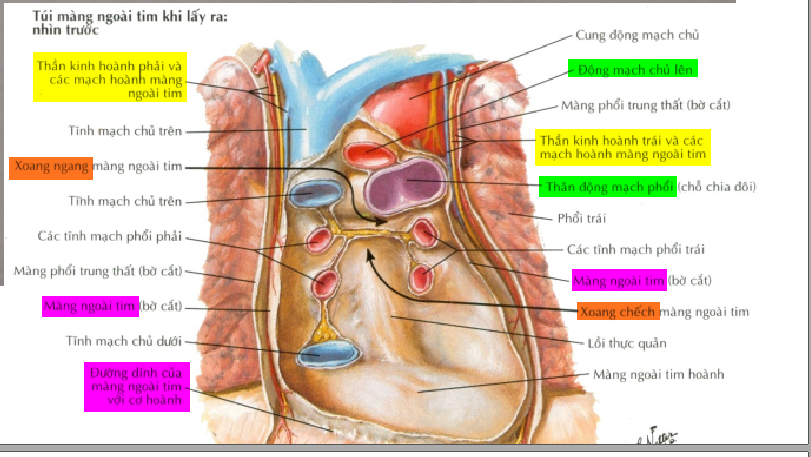 Túi màng ngoài tim khi lấy ra:
nhìn trước
Thần kinh hoành phải và
các mạch hoành màng
ngoài tim
Tĩnh mạch chủ trên
Xoang ngang màng ngoài tim
Tĩnh mạch chủ trên
Các tĩnh mạch phổi phải
Màng phổi trung thất (bờ cắt)
Màng ngoài tim (bờ cắt)
Tĩnh mạch chủ dưới
Đường dính của
màng ngoài tim
với cơ hoành
Cung động mạch chủ
Động mạch chủ lên
Màng phổi trung thất (bờ cắt)
Thần kinh hoành trái và các
mạch hoành màng ngoài tim
Thân động mạch phổi (chỗ chia đôi)
Phổi trái
Các tĩnh mạch phổi trái
Màng ngoài tim (bờ cắt)
Xoang chếch màng ngoài tim
Lồi thực quản
Màng ngoài tim hoành